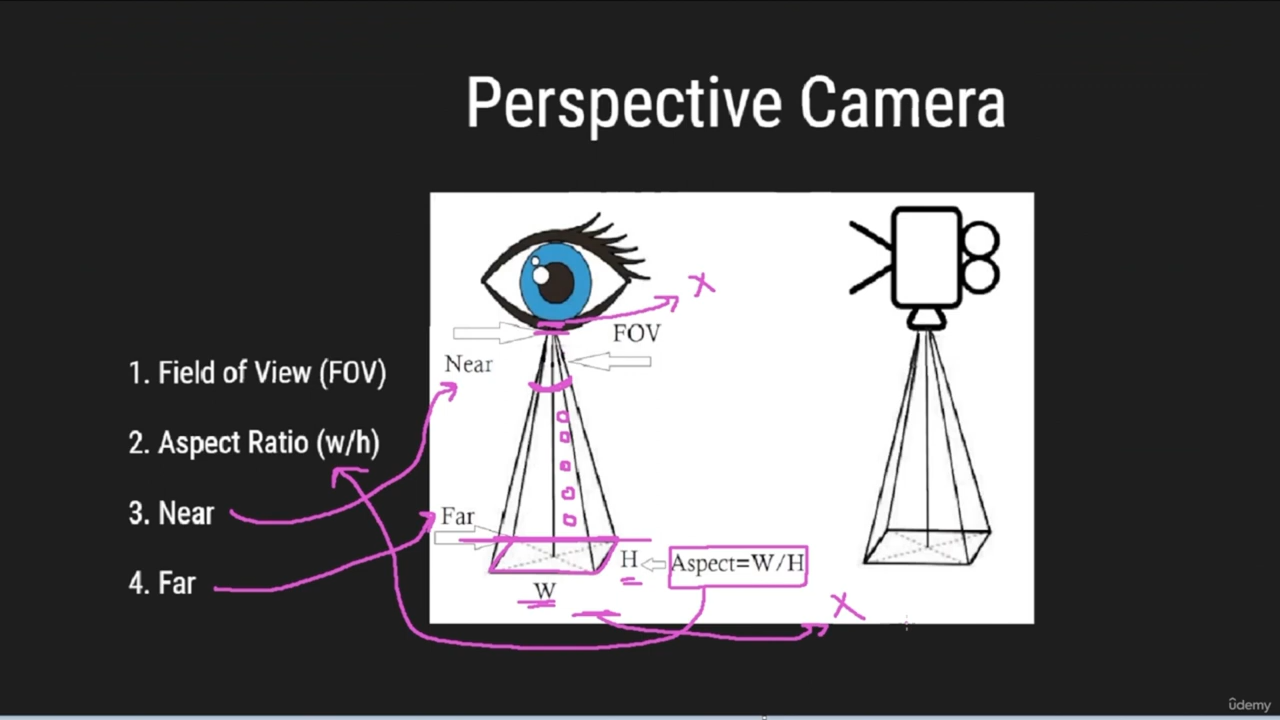 Perspective Camera
1. Field of View (FOV)
2. Aspect Ratio (w/h)
3. Near
4. Far
FOV
Near
Far
H
Aspect=W/H
W
X
X
ûdemy